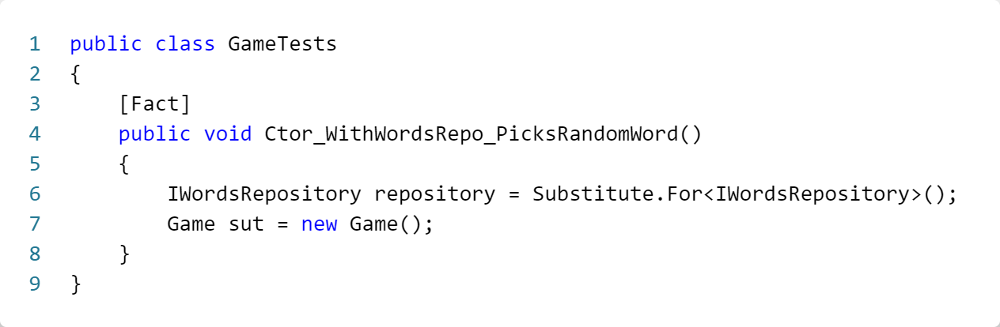 1 public class GameTests
2 {
3     [Fact]
4     public void Ctor_WithWordsRepo_PicksRandomWord()
5     {
6         IWordsRepository repository = Substitute.For<IWordsRepository>();
7         Game sut = new Game();
8     }
9 }